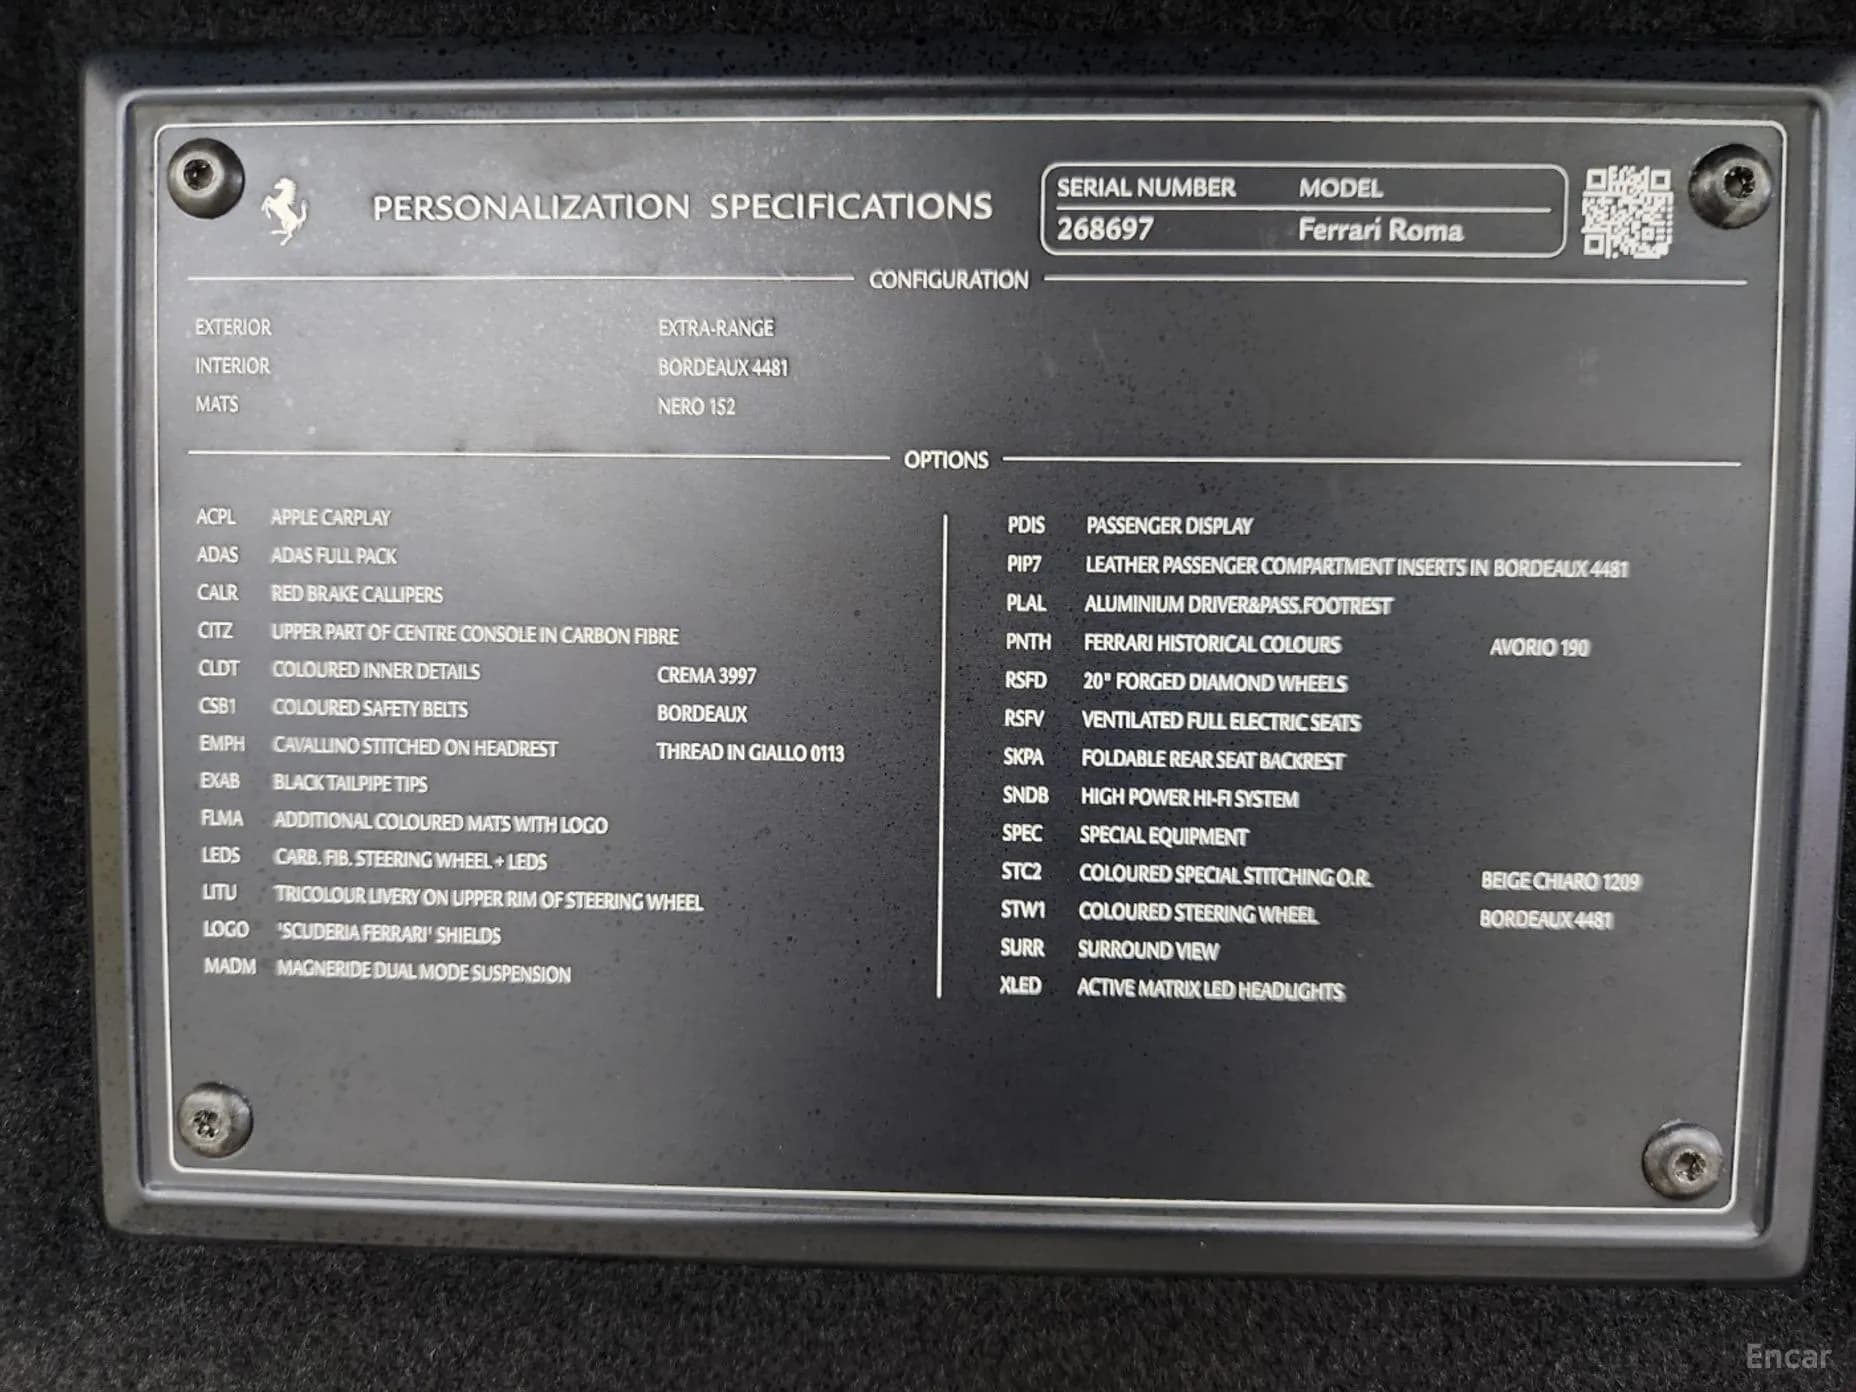 PERSONALIZATION SPECIFICATIONS
SERIAL NUMBER MODEL
268697 Ferrari Roma
CONFIGURATION
EXTERIOR EXTRA-RANGE
INTERIOR BORDEAUX 4481
MATS NERO 152
OPTIONS
ACPL APPLE CARPLAY
ADAS ADAS FULL PACK
CALR RED BRAKE CALLIPERS
CITZ UPPER PART OF CENTRE CONSOLE IN CARBON FIBRE
CLDT COLOURED INNER DETAILS CREMA 3997
CSB1 COLOURED SAFETY BELTS BORDEAUX
EMPH CAVALLINO STITCHED ON HEADREST THREAD IN GIALLO 0113
EXAB BLACK TAILPIPE TIPS
FLMA ADDITIONAL COLOURED MATS WITH LOGO
LEDS CARB. FIB. STEERING WHEEL + LEDS
LITU TRICOLOUR LIVERY ON UPPER RIM OF STEERING WHEEL
LOGO 'SCUDERIA FERRARI' SHIELDS
MADM MAGNERIDE DUAL MODE SUSPENSION
PDIS PASSENGER DISPLAY
PIP7 LEATHER PASSENGER COMPARTMENT INSERTS IN BORDEAUX 4481
PLAL ALUMINIUM DRIVER&PASS.FOOTREST
PNTH FERRARI HISTORICAL COLOURS AVORIO 190
RSFD 20" FORGED DIAMOND WHEELS
RSFV VENTILATED FULL ELECTRIC SEATS
SKPA FOLDABLE REAR SEAT BACKREST
SNDB HIGH POWER HI-FI SYSTEM
SPEC SPECIAL EQUIPMENT
STC2 COLOURED SPECIAL STITCHING O.R. BEIGE CHIARO 1209
STW1 COLOURED STEERING WHEEL BORDEAUX 4481
SURR SURROUND VIEW
XLED ACTIVE MATRIX LED HEADLIGHTS
Encar